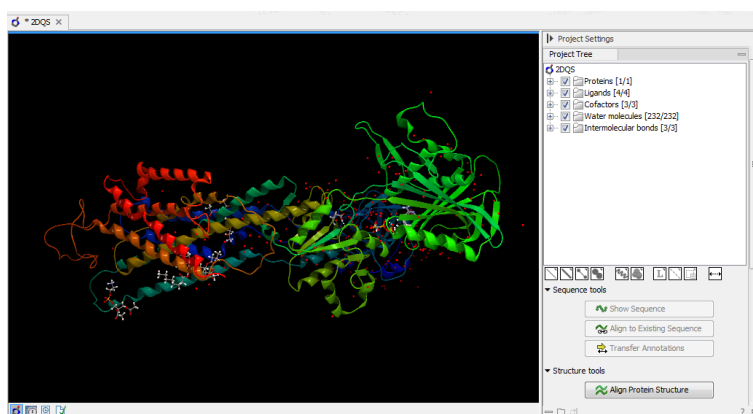 * 2DQS ×
Project Settings
Project Tree
2DQS
Proteins [1/1]
Ligands [4/4]
Cofactors [3/3]
Water molecules [232/232]
Intermolecular bonds [3/3]
Sequence tools
Show Sequence
Align to Existing Sequence
Transfer Annotations
Structure tools
Align Protein Structure